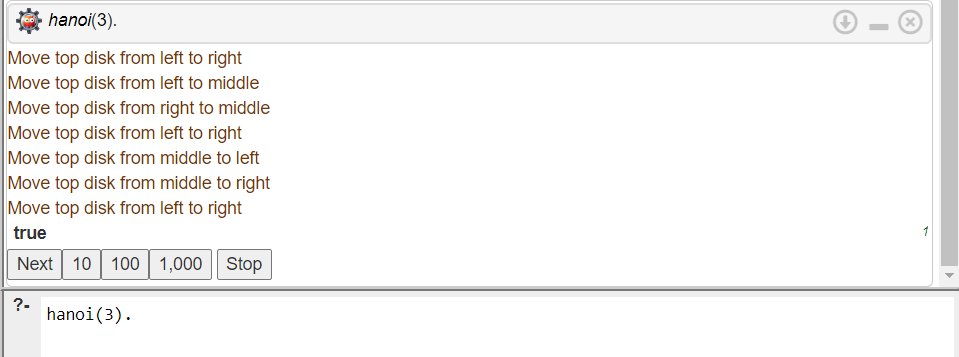 hanoi(3).
Move top disk from left to right
Move top disk from left to middle
Move top disk from right to middle
Move top disk from left to right
Move top disk from middle to left
Move top disk from middle to right
Move top disk from left to right
true 1
Next 10 100 1,000 Stop
?- hanoi(3).